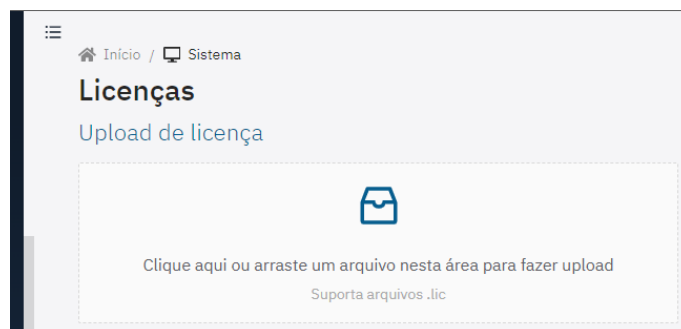 Início / Sistema
Licenças
Upload de licença
Clique aqui ou arraste um arquivo nesta área para fazer upload
Suporta arquivos .lic